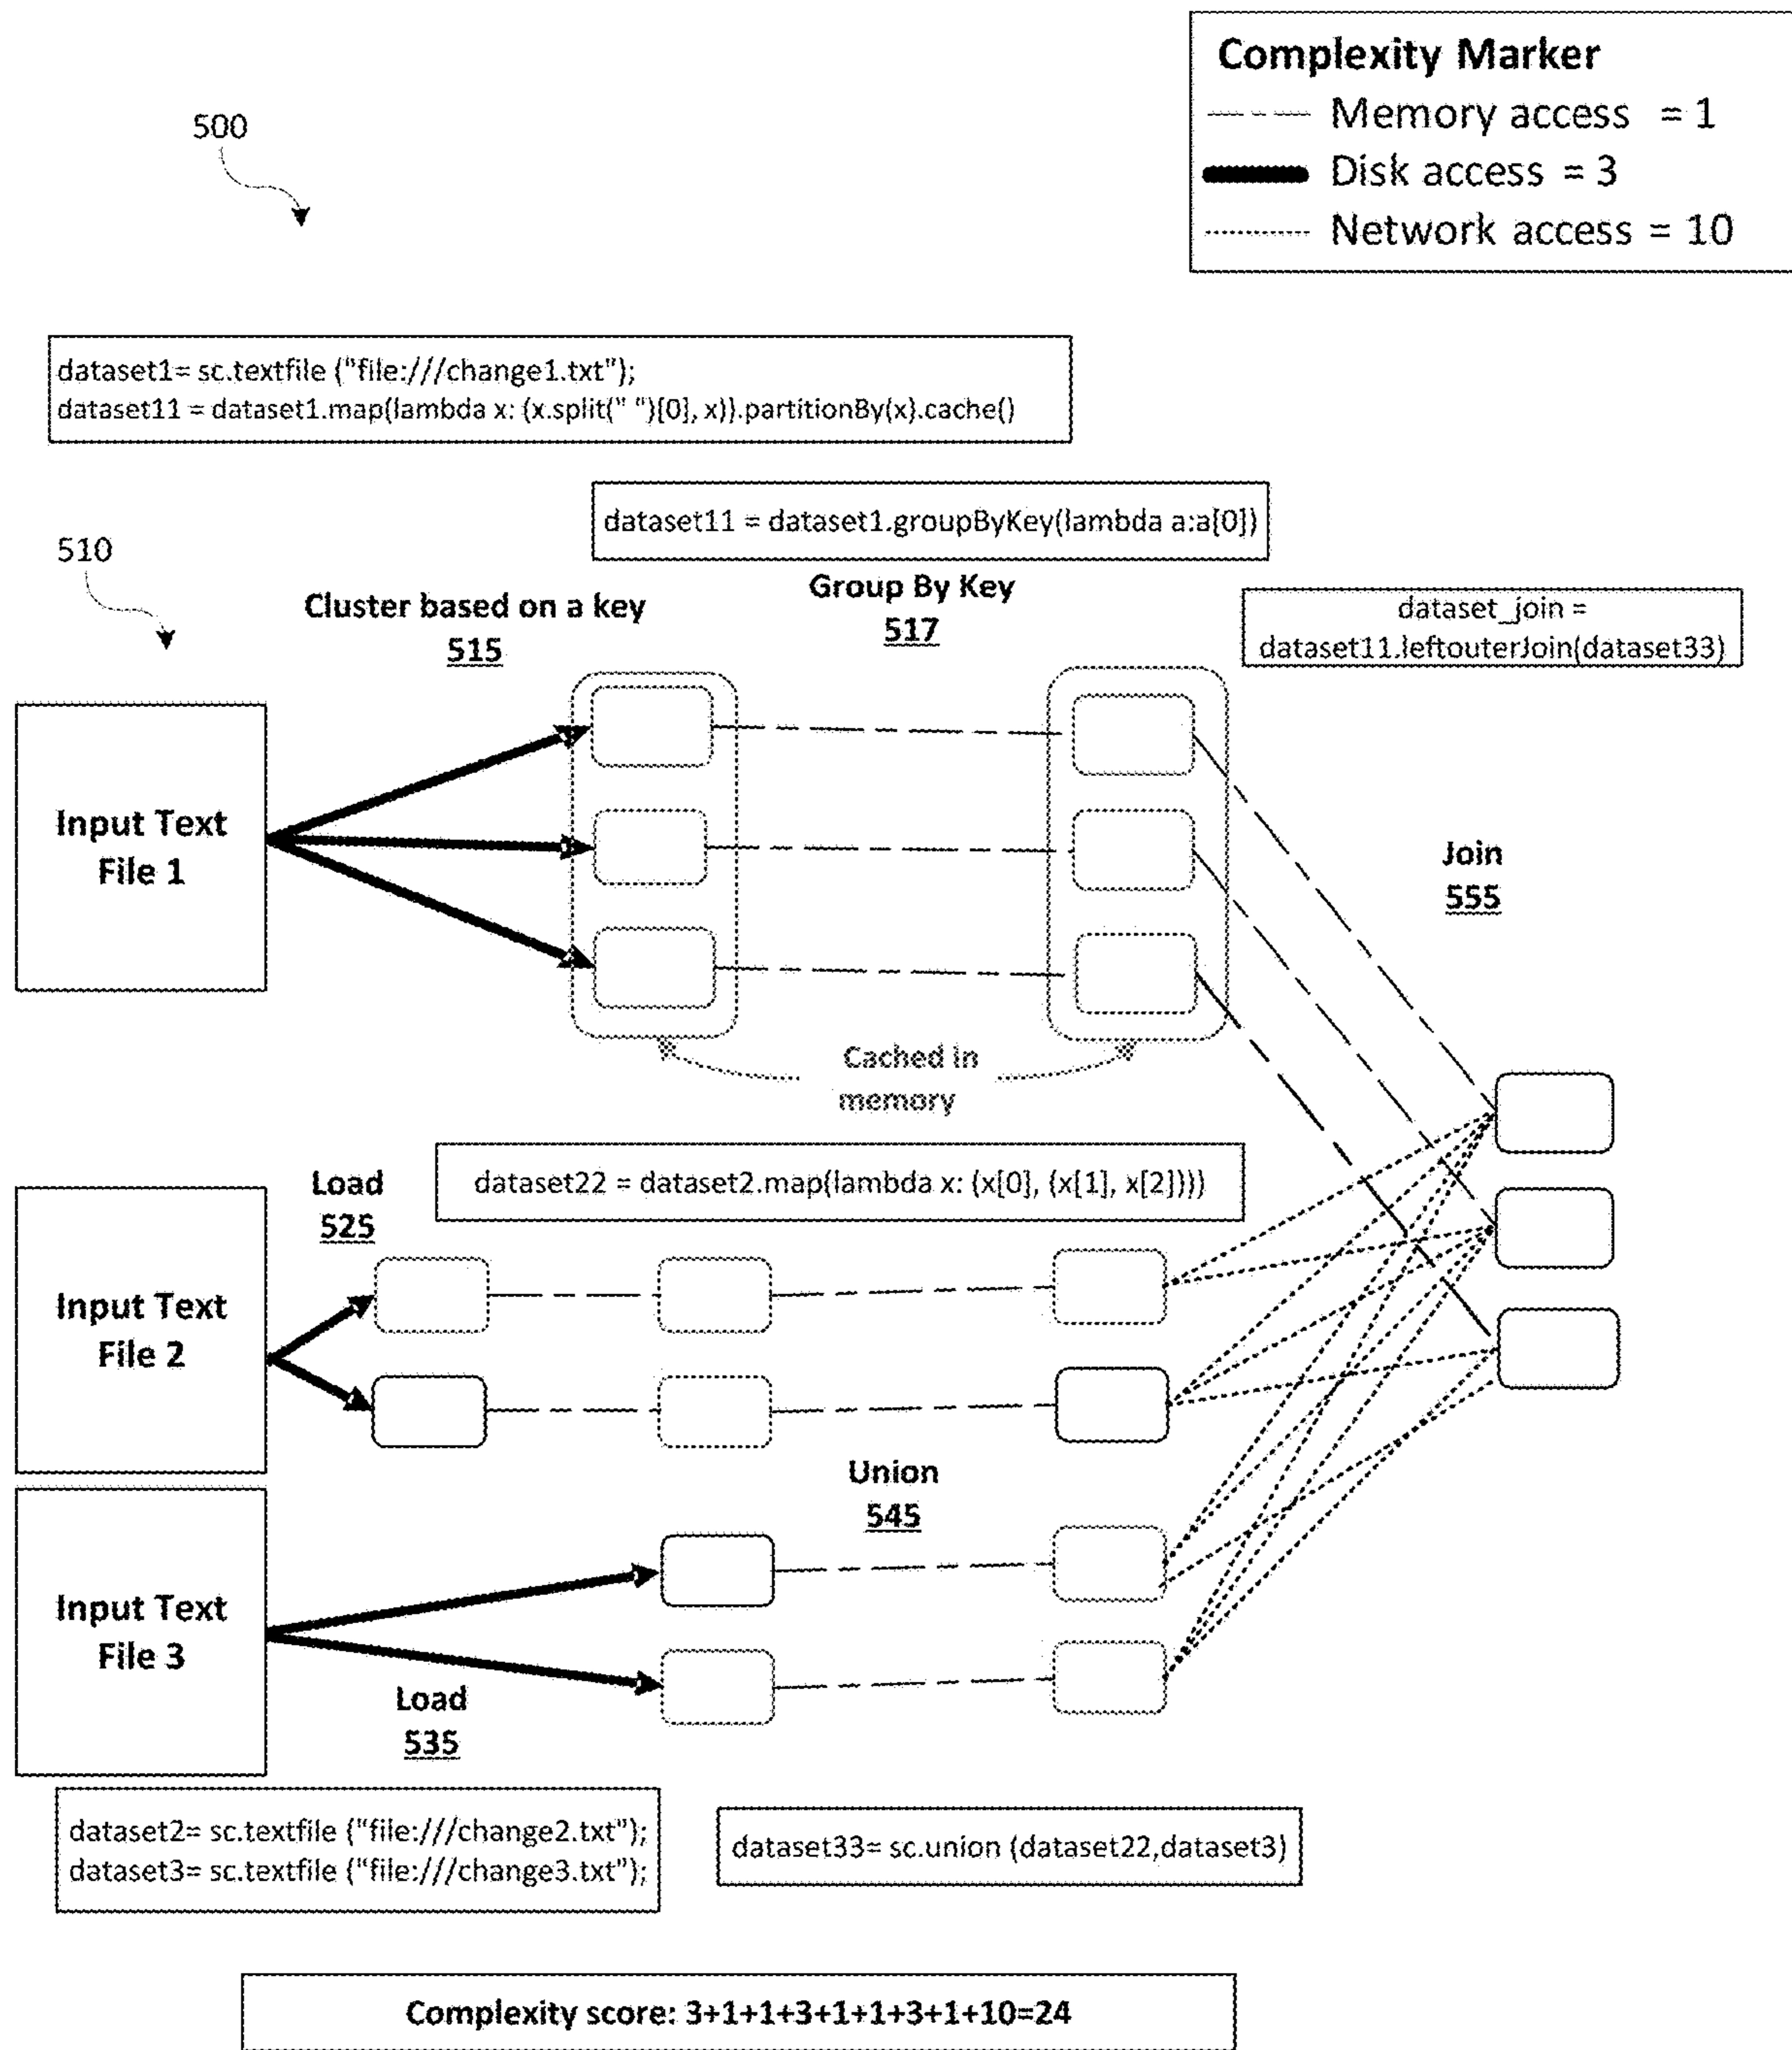 Complexity Marker
Memory access = 1
Disk access = 3
Network access = 10
500
dataset1= sc.textfile ("file:///change1.txt");
dataset11 = dataset1.map(lambda x: (x.split(" ")[0], x)).partitionBy(x).cache()
dataset11 = dataset1.groupByKey(lambda a:a[0])
510
Cluster based on a key
515
Group By Key
517
dataset_join =
dataset11.leftouterJoin(dataset33)
Input Text
File 1
Join
555
Cached in
memory
Load
525
dataset22 = dataset2.map(lambda x: (x[0], (x[1], x[2])))
Input Text
File 2
Union
545
Input Text
File 3
Load
535
dataset2= sc.textfile ("file:///change2.txt");
dataset3= sc.textfile ("file:///change3.txt");
dataset33= sc.union (dataset22,dataset3)
Complexity score: 3+1+1+3+1+1+3+1+10=24